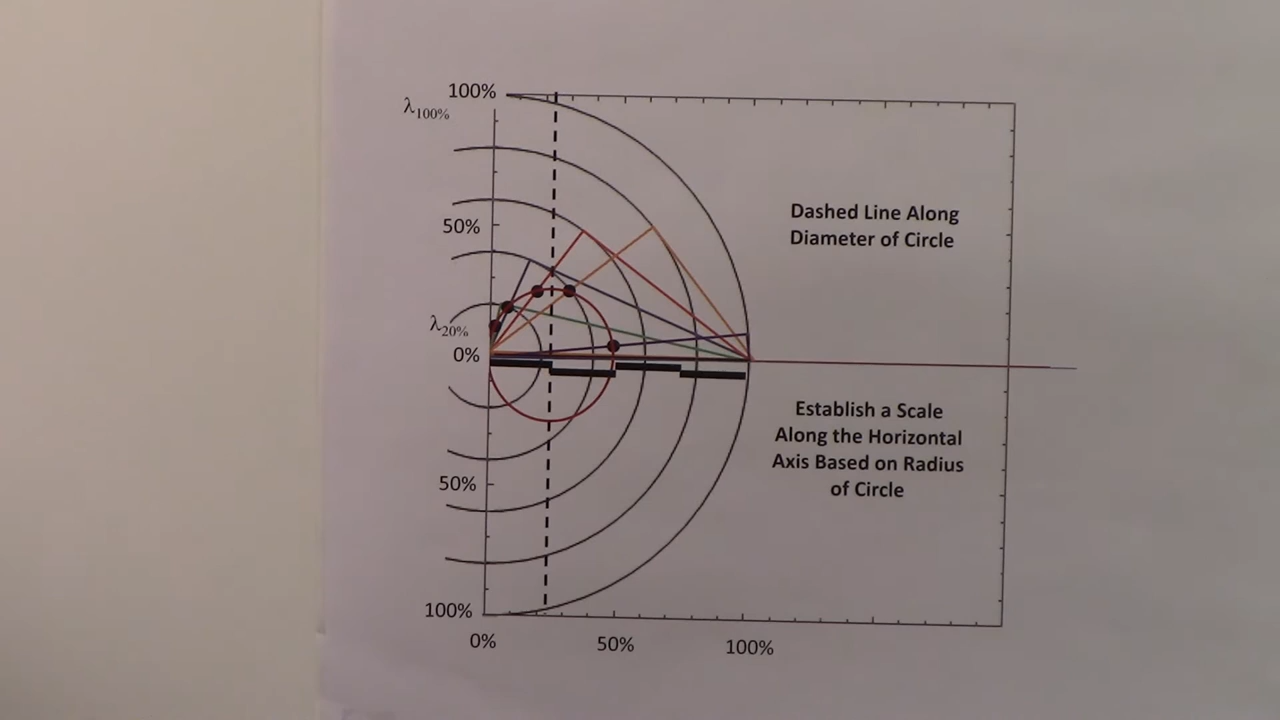 100%
λ100%
50%
λ20%
0%
50%
100%
0%
50%
100%
Dashed Line Along
Diameter of Circle
Establish a Scale
Along the Horizontal
Axis Based on Radius
of Circle